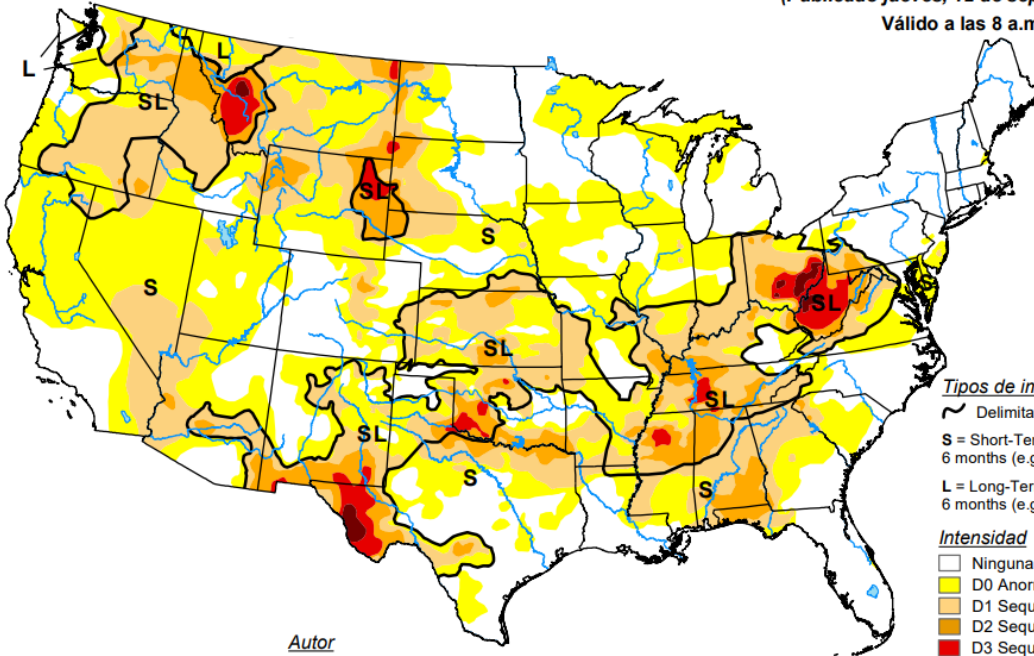 Válido a las 8 a.m
L
L
SL
SL
S
S
S
SL
SL
SL
SL
S
S
Autor
Tipos de in
Delimita
S = Short-Ter
6 months (e.g
L = Long-Ter
6 months (e.g
Intensidad
Ninguna
D0 Anor
D1 Sequ
D2 Sequ
D3 Sequ